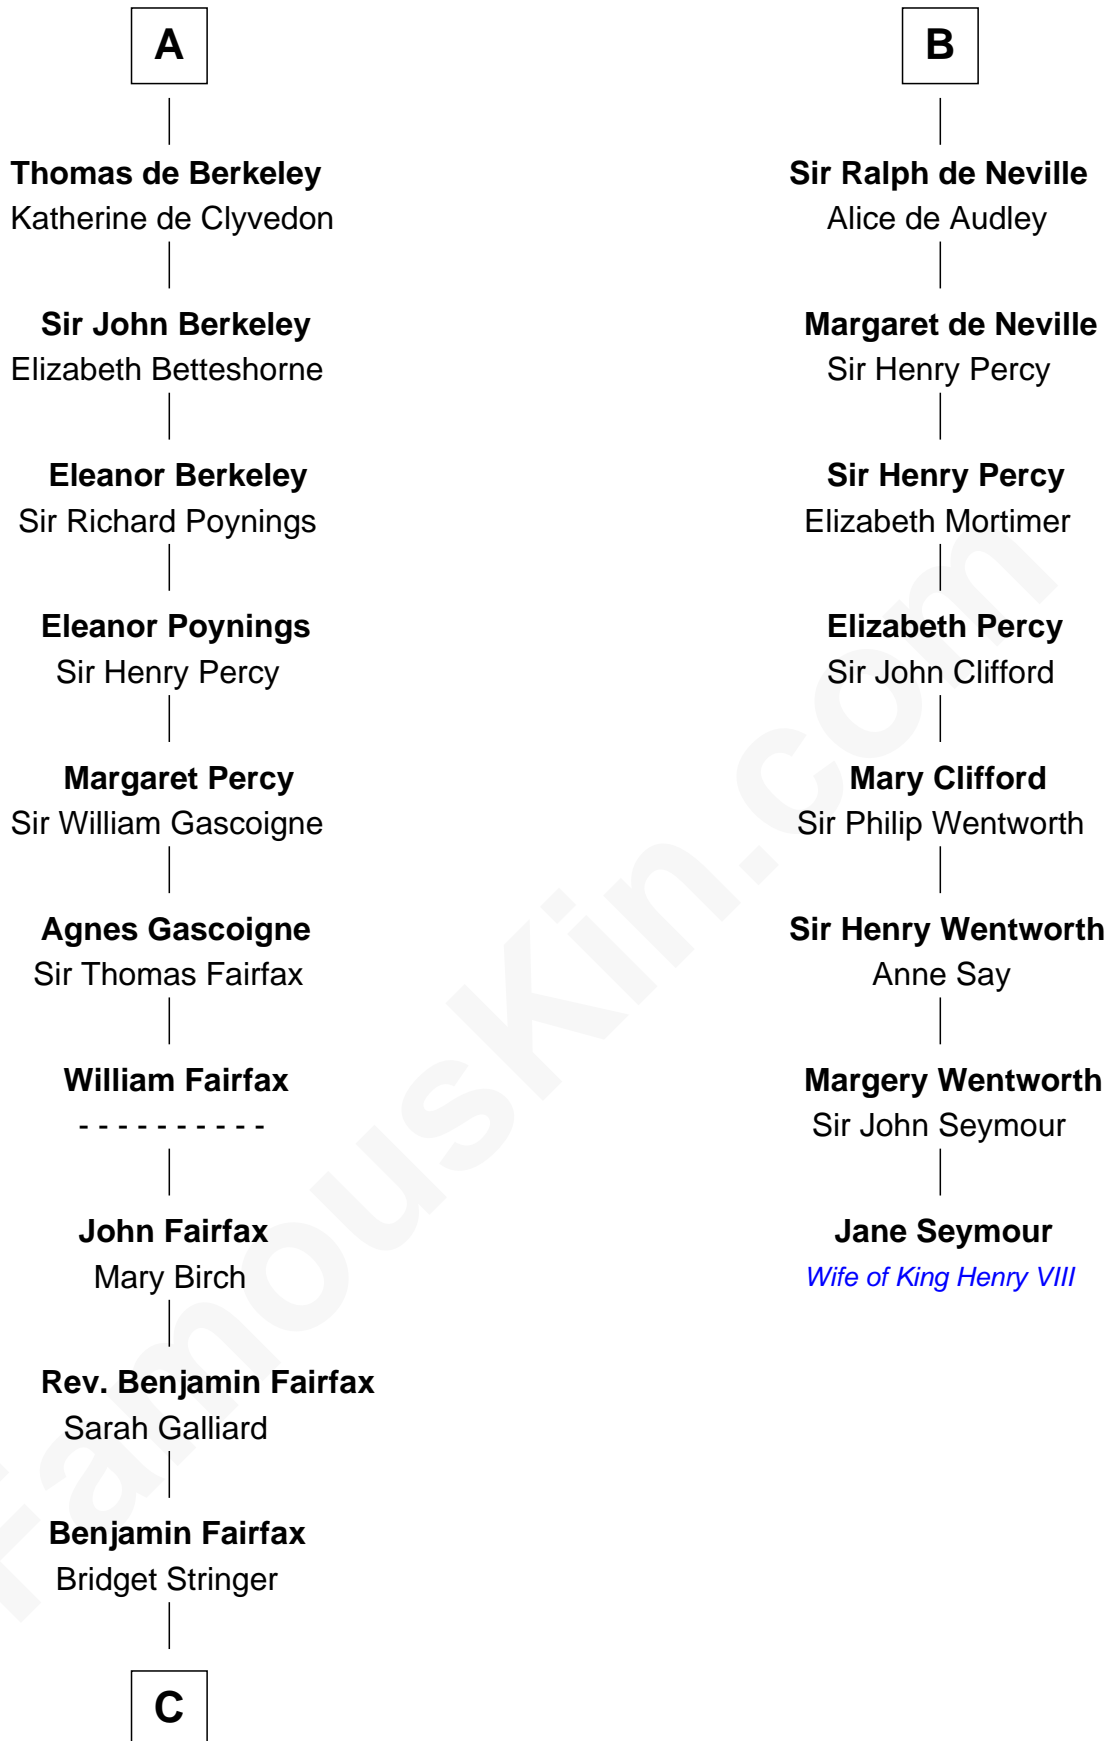 A
Thomas de Berkeley
Katherine de Clyvedon
Sir John Berkeley
Elizabeth Betteshorne
Eleanor Berkeley
Sir Richard Poynings
Eleanor Poynings
Sir Henry Percy
Margaret Percy
Sir William Gascoigne
Agnes Gascoigne
Sir Thomas Fairfax
William Fairfax
- - - - - - - - - -
John Fairfax
Mary Birch
Rev. Benjamin Fairfax
Sarah Galliard
Benjamin Fairfax
Bridget Stringer
C
B
Sir Ralph de Neville
Alice de Audley
Margaret de Neville
Sir Henry Percy
Sir Henry Percy
Elizabeth Mortimer
Elizabeth Percy
Sir John Clifford
Mary Clifford
Sir Philip Wentworth
Sir Henry Wentworth
Anne Say
Margery Wentworth
Sir John Seymour
Jane Seymour
Wife of King Henry VIII
FamousKin.com